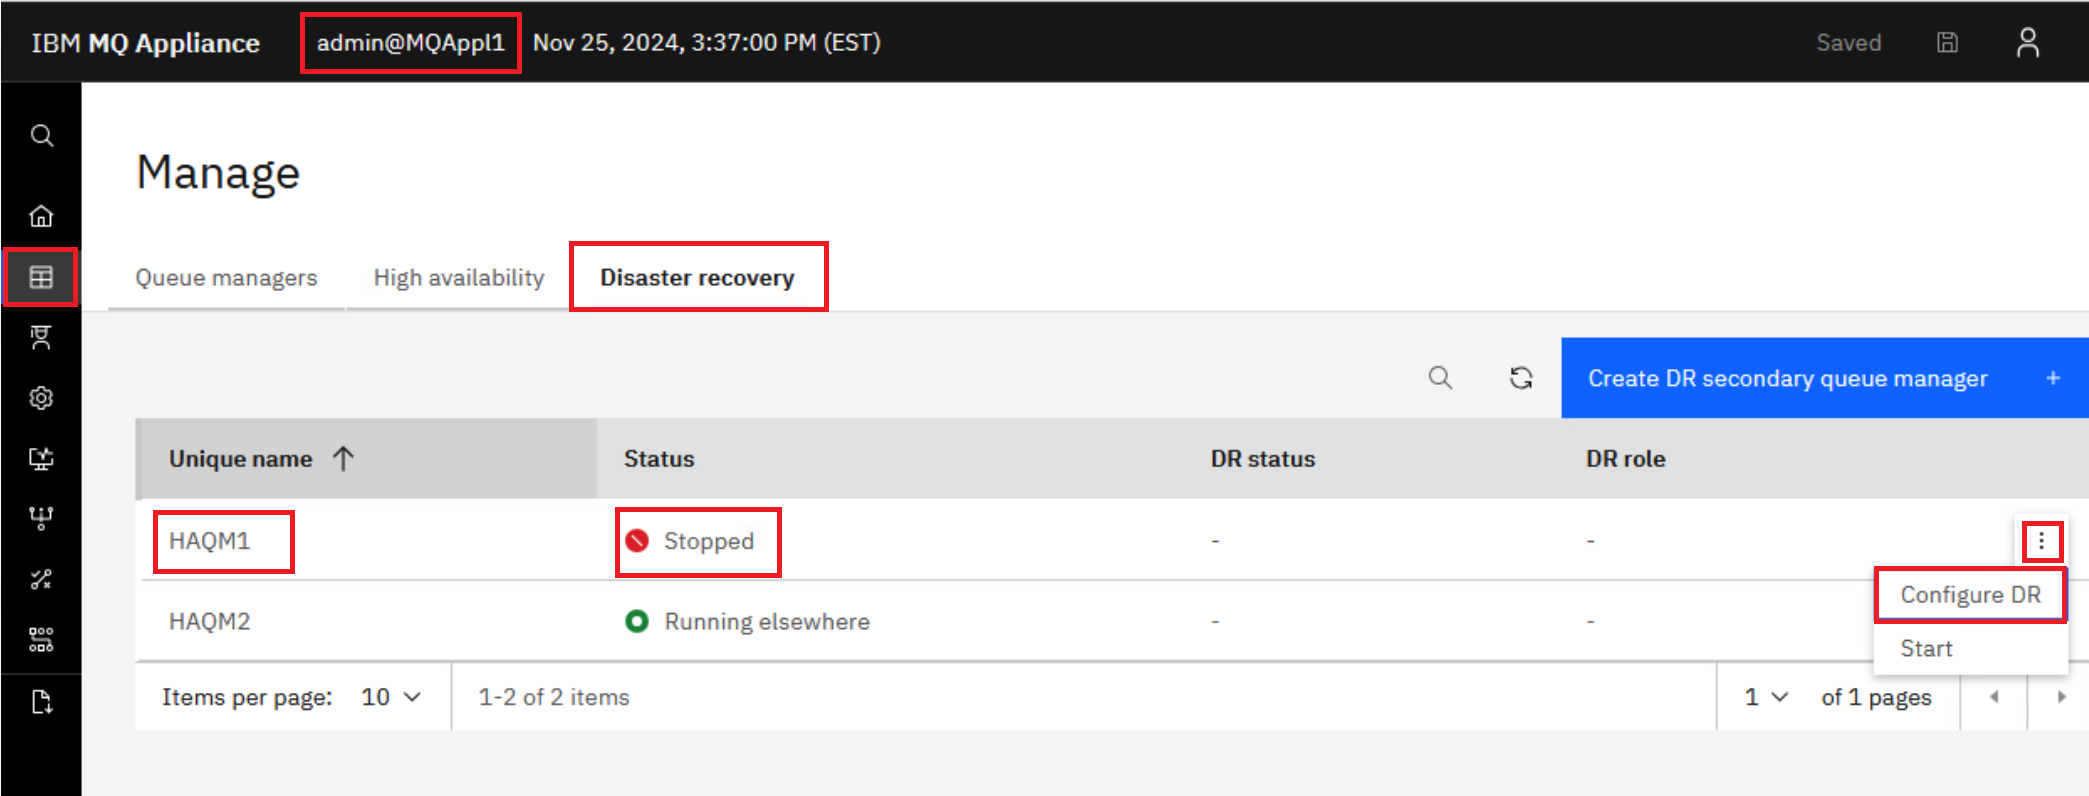 IBM MQ Appliance admin@MQAppl1 Nov 25, 2024, 3:37:00 PM (EST) Saved
Manage
Queue managers High availability Disaster recovery
Create DR secondary queue manager +
Unique name ↑ Status DR status DR role
HAQM1 Stopped - -
Configure DR
HAQM2 Running elsewhere - -
Start
Items per page: 10 1-2 of 2 items 1 of 1 pages